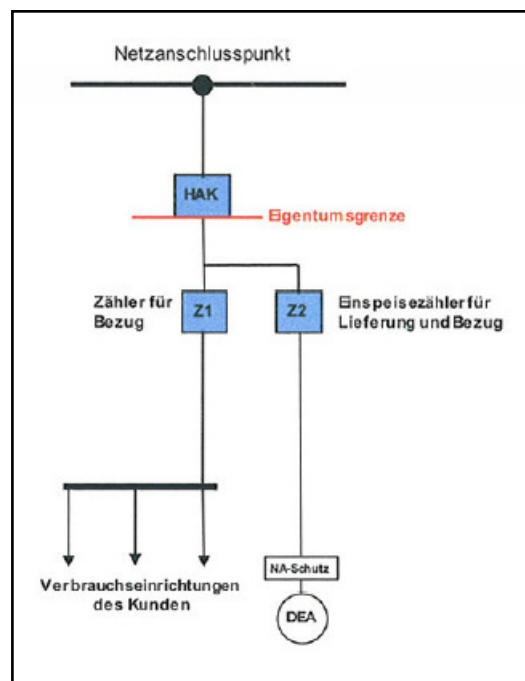 Netzanschlusspunkt
HAK
Eigentumsgrenze
Zähler für
Bezug
Z1
Z2
Einspeisezähler für
Lieferung und Bezug
NA-Schutz
Verbrauchseinrichtungen
des Kunden
DEA